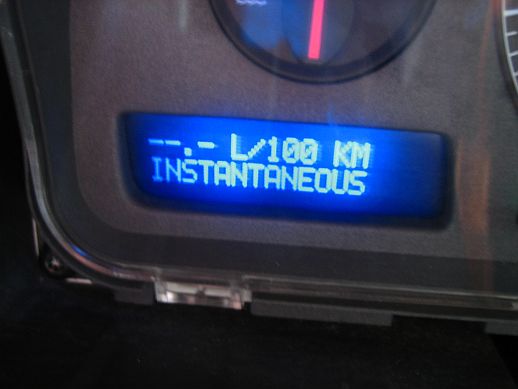 --.- L/100 KM
INSTANTANEOUS